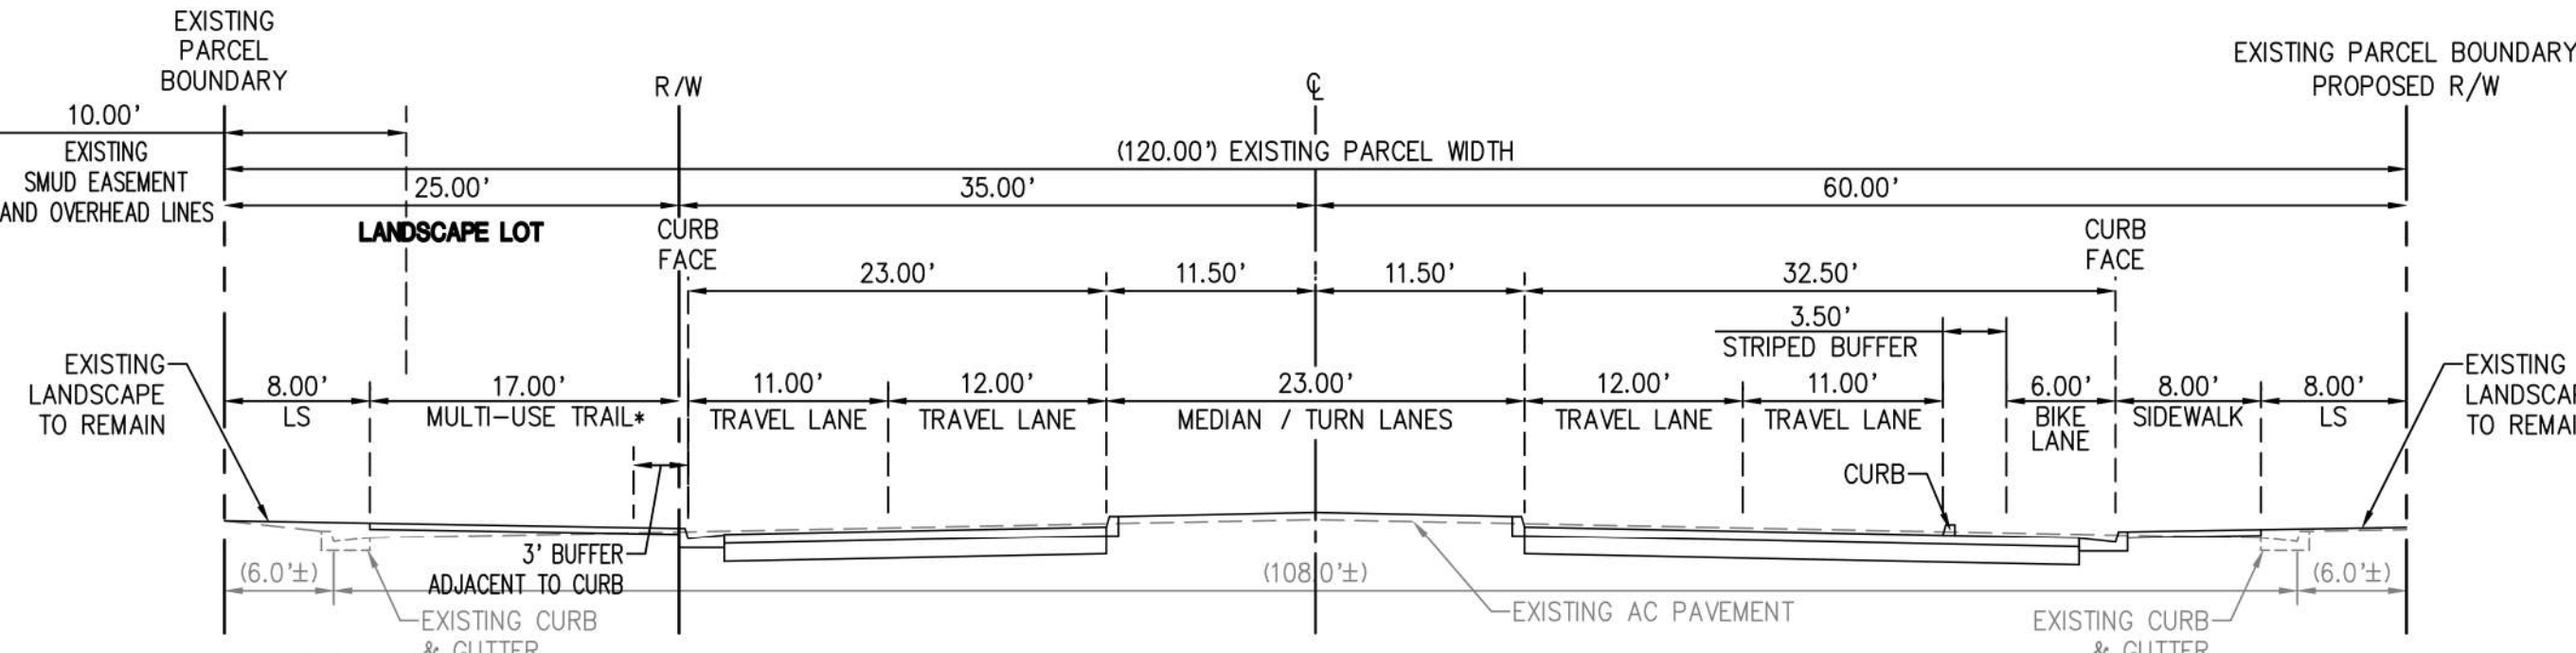 EXISTING
PARCEL
BOUNDARY
R/W
℄
EXISTING PARCEL BOUNDARY
PROPOSED R/W
10.00'
EXISTING
SMUD EASEMENT
AND OVERHEAD LINES
(120.00') EXISTING PARCEL WIDTH
25.00'
35.00'
60.00'
LANDSCAPE LOT
CURB
FACE
CURB
FACE
23.00'
11.50'
11.50'
32.50'
3.50'
STRIPED BUFFER
EXISTING
LANDSCAPE
TO REMAIN
8.00'
LS
17.00'
MULTI-USE TRAIL*
11.00'
TRAVEL LANE
12.00'
TRAVEL LANE
23.00'
MEDIAN / TURN LANES
12.00'
TRAVEL LANE
11.00'
TRAVEL LANE
6.00'
BIKE
LANE
8.00'
SIDEWALK
8.00'
LS
EXISTING
LANDSCA
TO REMAI
CURB
3' BUFFER
ADJACENT TO CURB
(6.0'±)
(108.0'±)
(6.0'±)
EXISTING CURB
& GUTTER
EXISTING AC PAVEMENT
EXISTING CURB
& GUTTER